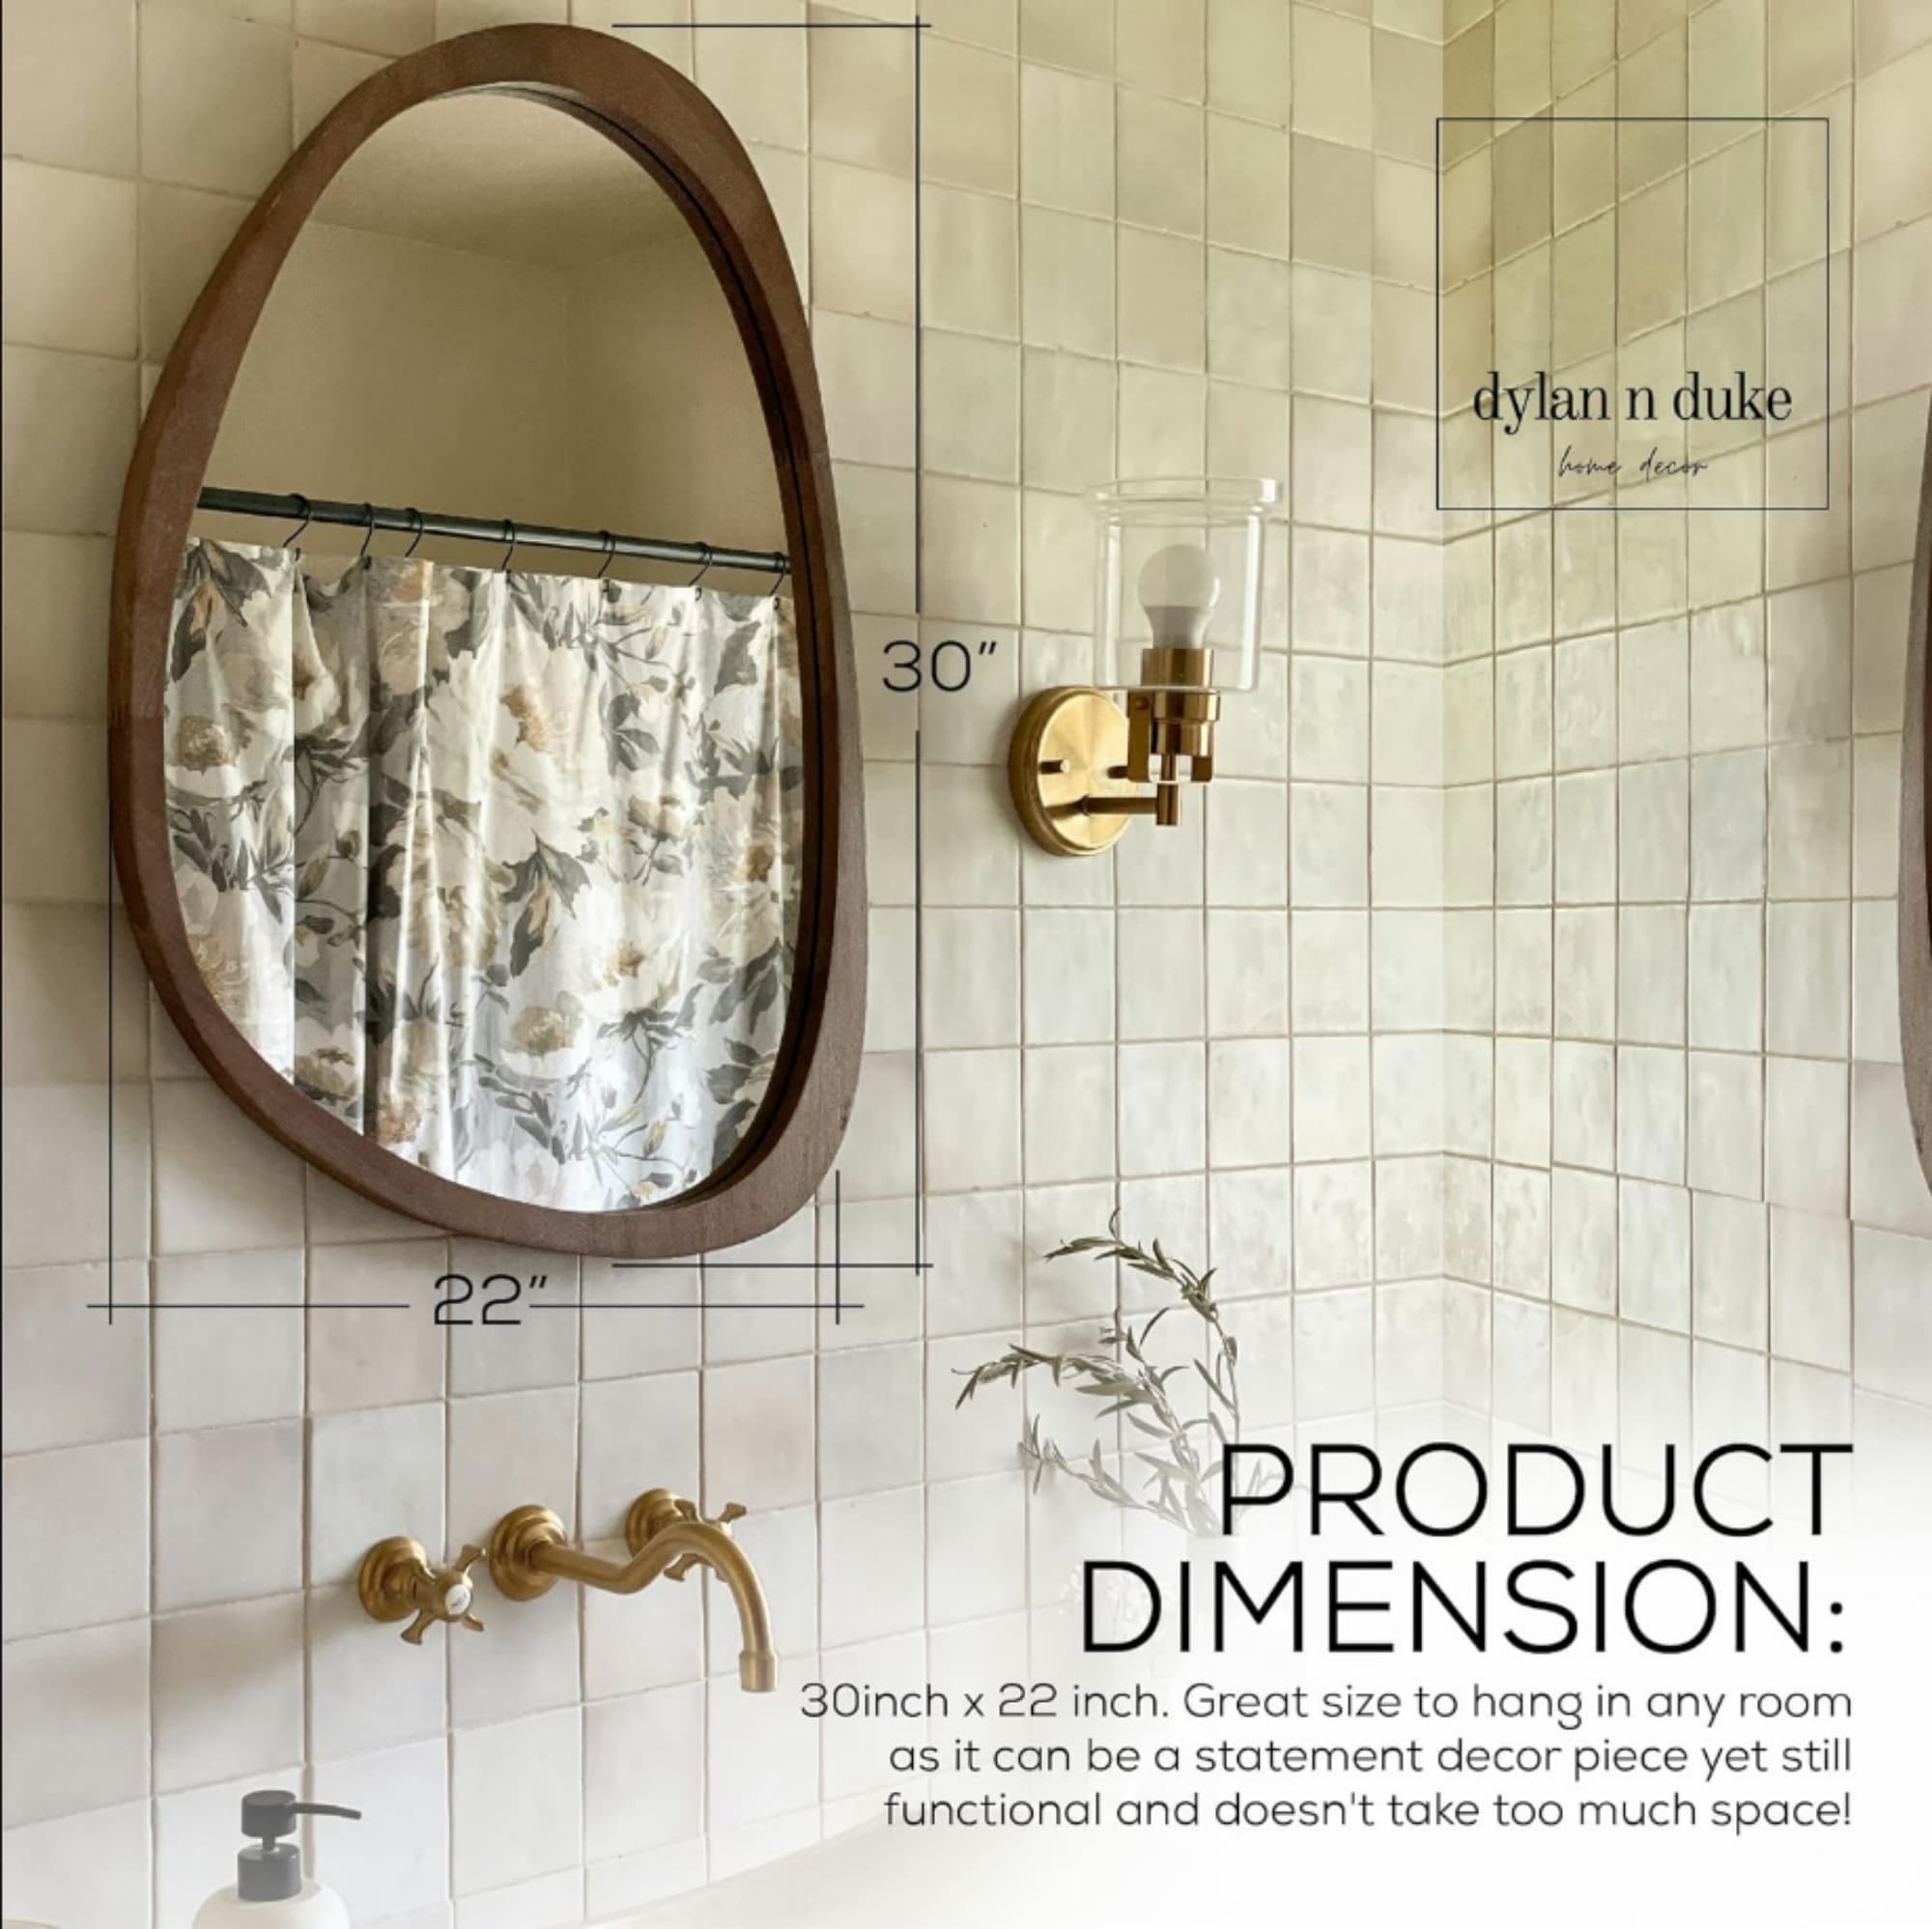 dylan n duke
home decor
30"
22"
PRODUCT
DIMENSION:
30inch x 22 inch. Great size to hang in any room
as it can be a statement decor piece yet still
functional and doesn't take too much space!